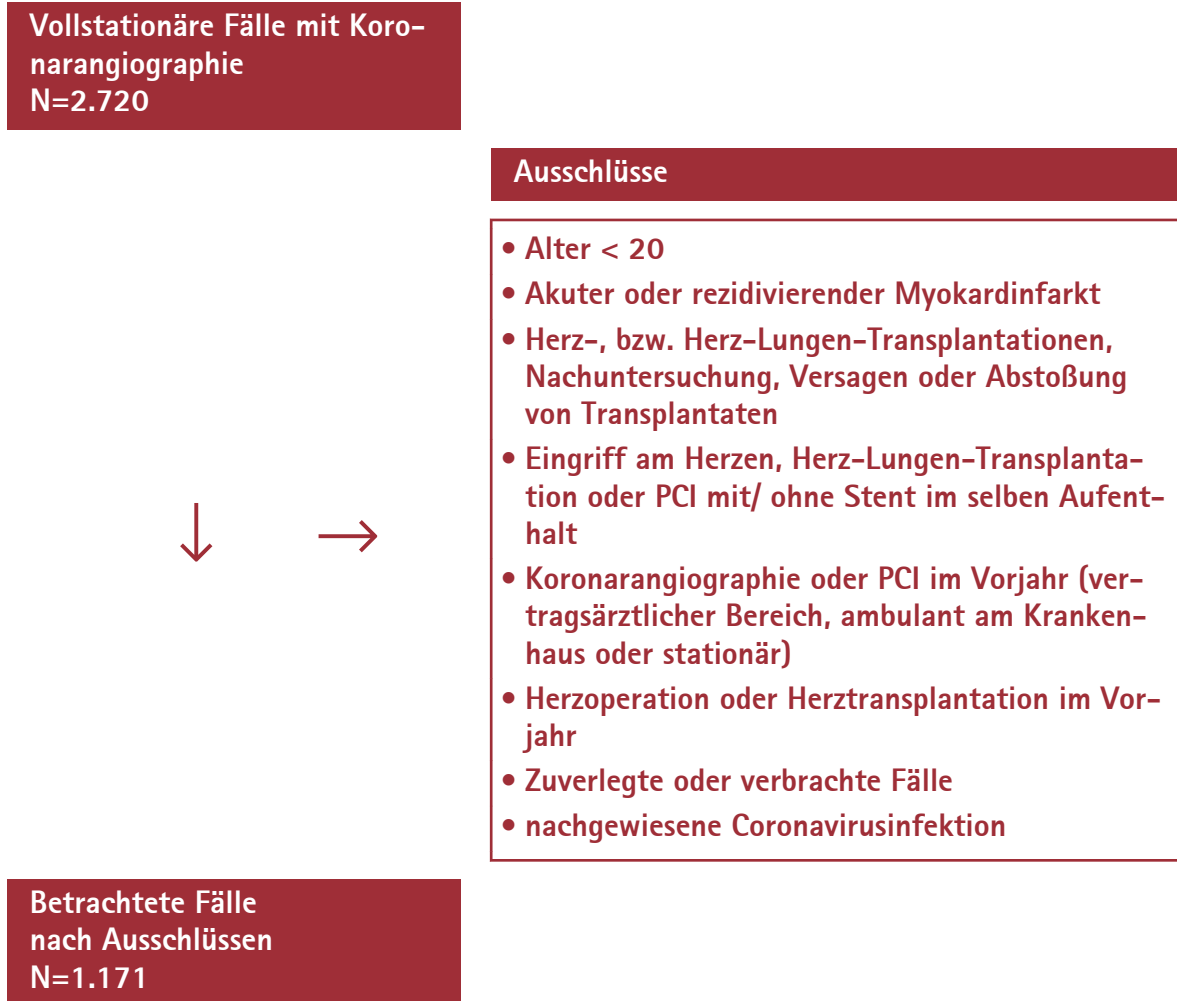 Vollstationäre Fälle mit Koro-
narangiographie
N=2.720
Ausschlüsse
• Alter < 20
• Akuter oder rezidivierender Myokardinfarkt
• Herz-, bzw. Herz-Lungen-Transplantationen,
Nachuntersuchung, Versagen oder Abstoßung
von Transplantaten
• Eingriff am Herzen, Herz-Lungen-Transplanta-
tion oder PCI mit/ ohne Stent im selben Aufent-
halt
• Koronarangiographie oder PCI im Vorjahr (ver-
tragsärztlicher Bereich, ambulant am Kranken-
haus oder stationär)
• Herzoperation oder Herztransplantation im Vor-
jahr
• Zuverlegte oder verbrachte Fälle
• nachgewiesene Coronavirusinfektion
Betrachtete Fälle
nach Ausschlüssen
N=1.171